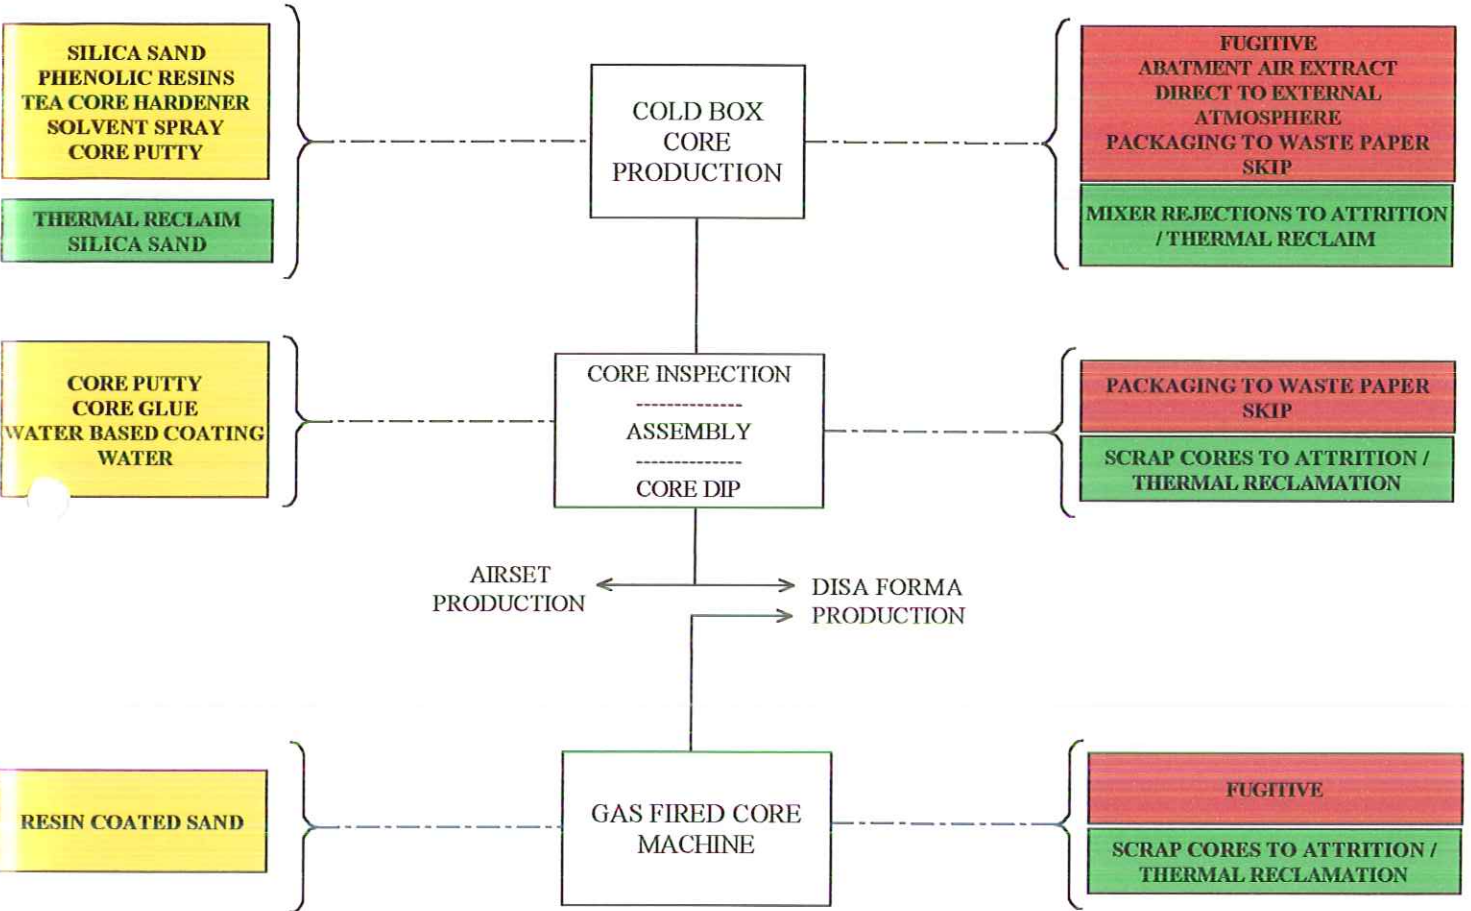 SILICA SAND
PHENOLIC RESINS
TEA CORE HARDENER
SOLVENT SPRAY
CORE PUTTY
THERMAL RECLAIM
SILICA SAND
COLD BOX
CORE
PRODUCTION
FUGITIVE
ABATMENT AIR EXTRACT
DIRECT TO EXTERNAL
ATMOSPHERE
PACKAGING TO WASTE PAPER
SKIP
MIXER REJECTIONS TO ATTRITION
/ THERMAL RECLAIM
CORE PUTTY
CORE GLUE
WATER BASED COATING
WATER
CORE INSPECTION
-------------
ASSEMBLY
-------------
CORE DIP
PACKAGING TO WASTE PAPER
SKIP
SCRAP CORES TO ATTRITION /
THERMAL RECLAMATION
AIRSET
PRODUCTION
DISA FORMA
PRODUCTION
RESIN COATED SAND
GAS FIRED CORE
MACHINE
FUGITIVE
SCRAP CORES TO ATTRITION /
THERMAL RECLAMATION